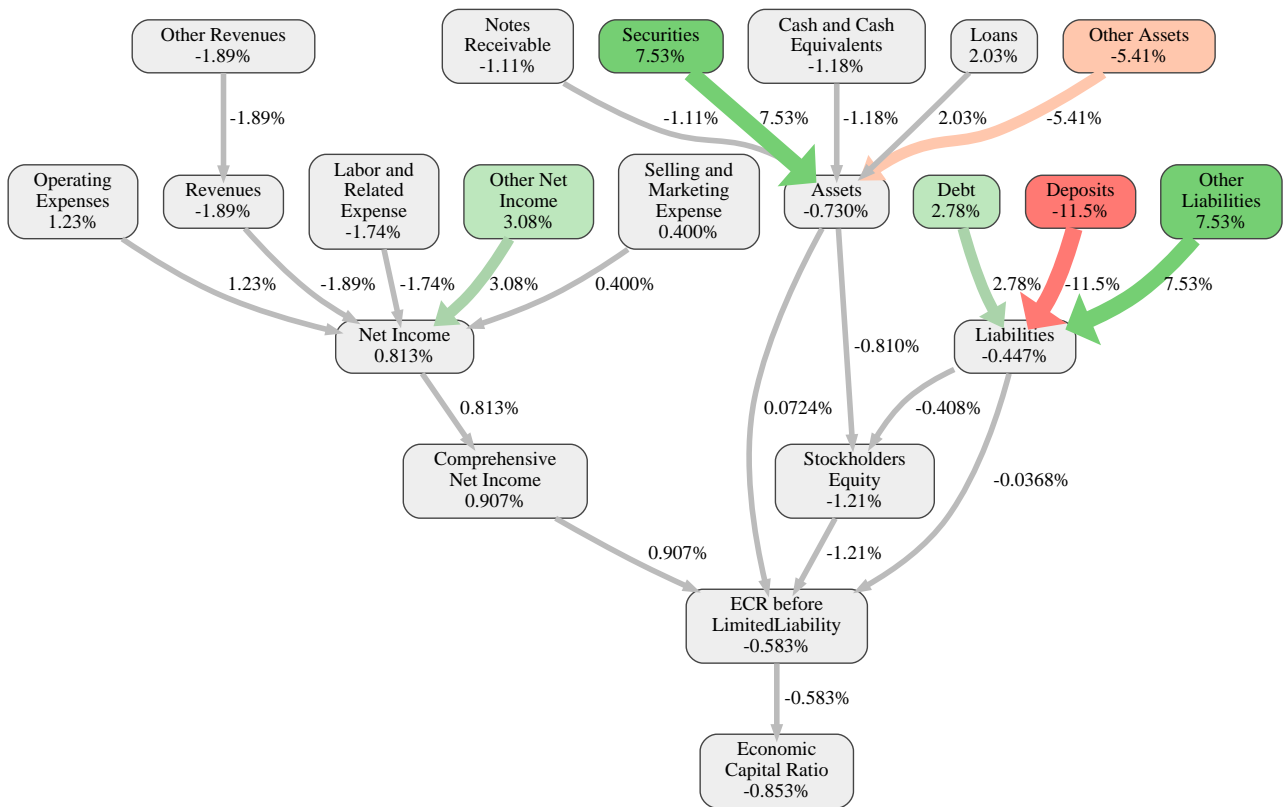 Other Revenues
-1.89%
Notes
Receivable
-1.11%
Securities
7.53%
Cash and Cash
Equivalents
-1.18%
Loans
2.03%
Other Assets
-5.41%
-1.89%
-1.11%
7.53%
-1.18%
2.03%
-5.41%
Operating
Expenses
1.23%
Revenues
-1.89%
Labor and
Related
Expense
-1.74%
Other Net
Income
3.08%
Selling and
Marketing
Expense
0.400%
Assets
-0.730%
Debt
2.78%
Deposits
-11.5%
Other
Liabilities
7.53%
1.23%
-1.89%
-1.74%
3.08%
0.400%
2.78%
-11.5%
7.53%
Net Income
0.813%
-0.810%
Liabilities
-0.447%
0.813%
0.0724%
-0.408%
Comprehensive
Net Income
0.907%
Stockholders
Equity
-1.21%
-0.0368%
0.907%
-1.21%
ECR before
LimitedLiability
-0.583%
-0.583%
Economic
Capital Ratio
-0.853%